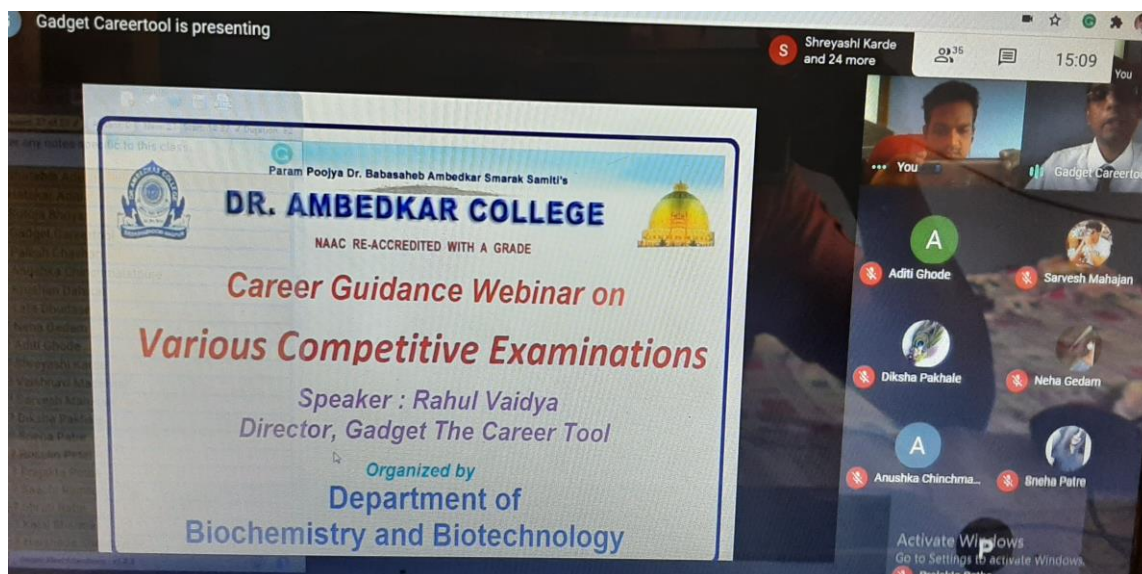 Gadget Careertool is presenting
S
Shreyashi Karde
and 24 more
35
15:09
You
Param Poojya Dr. Babasaheb Ambedkar Smarak Samiti's
DR. AMBEDKAR COLLEGE
NAAC RE-ACCREDITED WITH A GRADE
Career Guidance Webinar on
Various Competitive Examinations
Speaker : Rahul Vaidya
Director, Gadget The Career Tool
Organized by
Department of
Biochemistry and Biotechnology
You
Gadget Careerto
A
Aditi Ghode
Sarvesh Mahajan
Diksha Pakhale
Neha Gedam
A
Anushka Chinchma...
Sneha Patre
P
Activate Windows
Go to Settings to activate Windows.